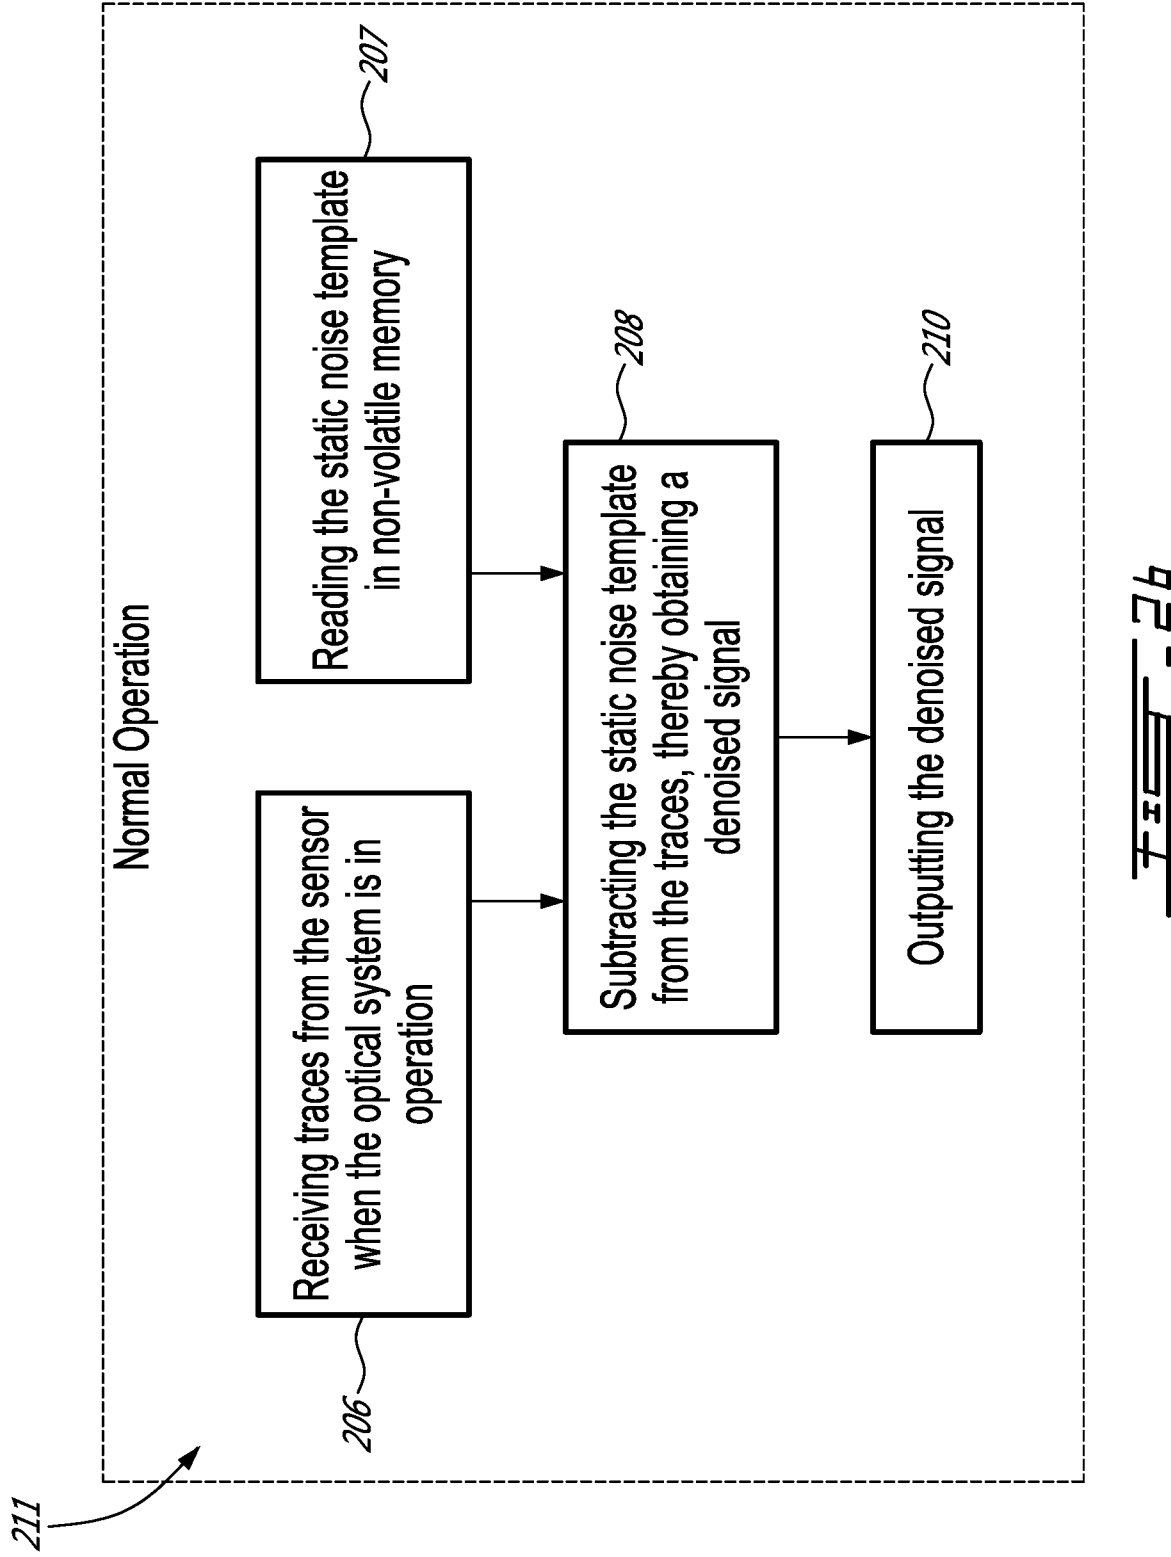 211
Normal Operation
206
Receiving traces from the sensor
when the optical system is in
operation
207
Reading the static noise template
in non-volatile memory
208
Subtracting the static noise template
from the traces, thereby obtaining a
denoised signal
210
Outputting the denoised signal